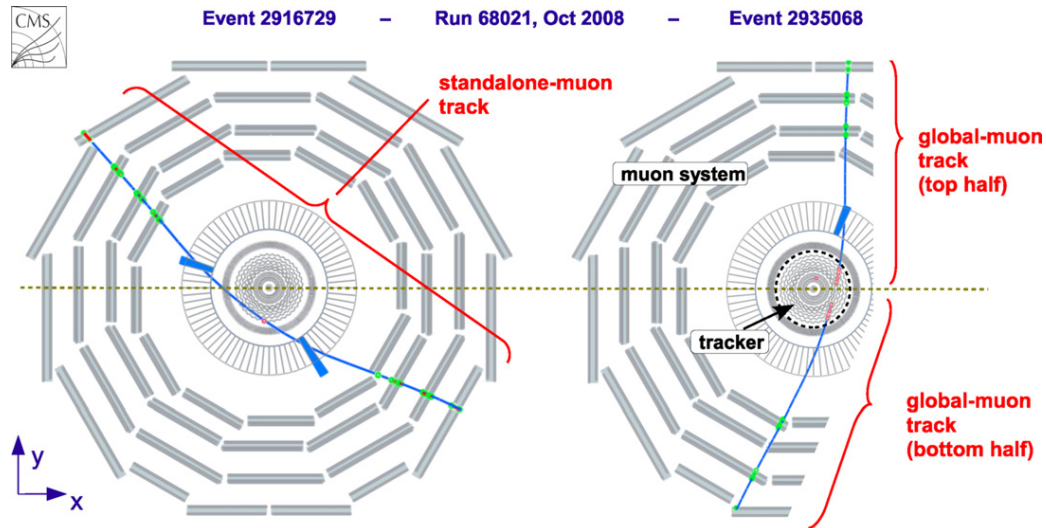 CMS
Event 2916729 – Run 68021, Oct 2008 – Event 2935068
standalone-muon
track
muon system
global-muon
track
(top half)
tracker
global-muon
track
(bottom half)
y
x